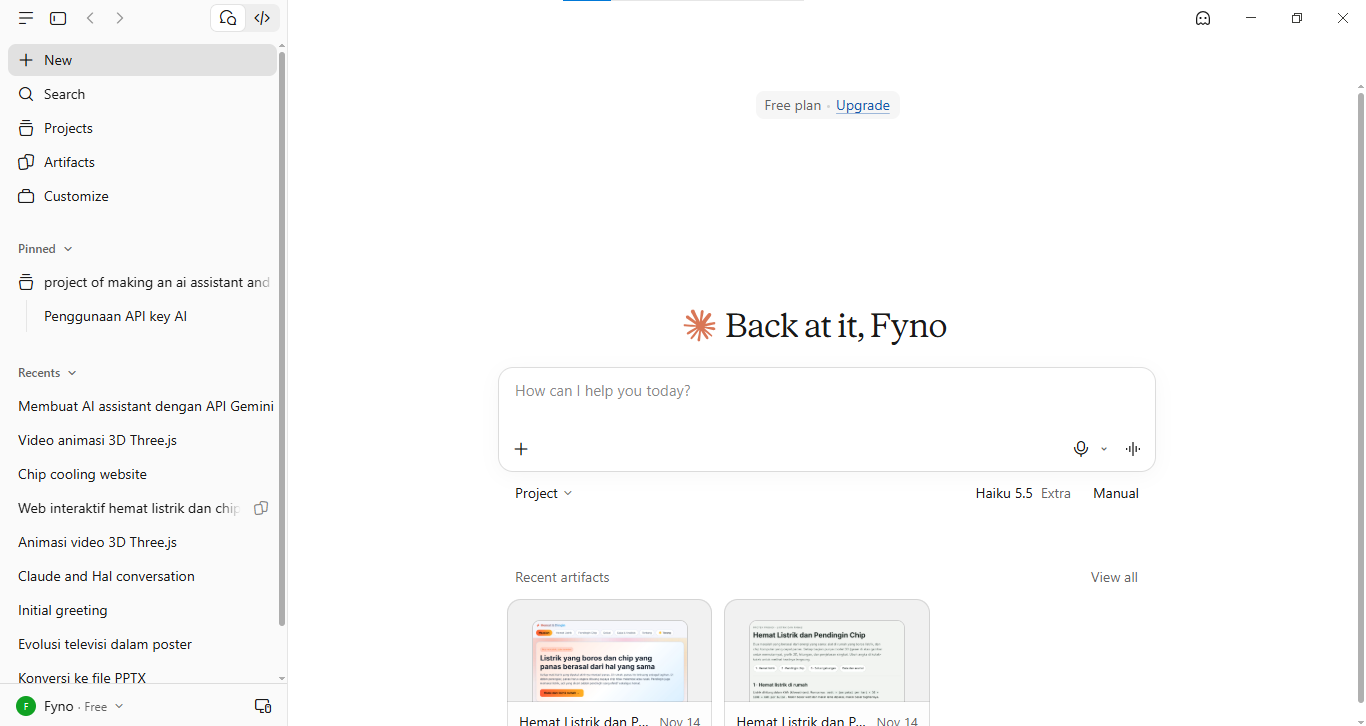 New
Search
Projects
Artifacts
Customize
Pinned
project of making an ai assistant and
Penggunaan API key AI
Recents
Membuat AI assistant dengan API Gemini
Video animasi 3D Three.js
Chip cooling website
Web interaktif hemat listrik dan chip
Animasi video 3D Three.js
Claude and Hal conversation
Initial greeting
Evolusi televisi dalam poster
Konversi ke file PPTX
F Fyno · Free
Free plan · Upgrade
Back at it, Fyno
How can I help you today?
Project
Haiku 5.5 Extra Manual
Recent artifacts
View all
Listrik yang boros dan chip yang
panas berasal dari hal yang sama
Hemat Listrik dan P... Nov 14
Hemat Listrik dan Pendingin Chip
1 Hemat listrik di rumah
Hemat Listrik dan P... Nov 14